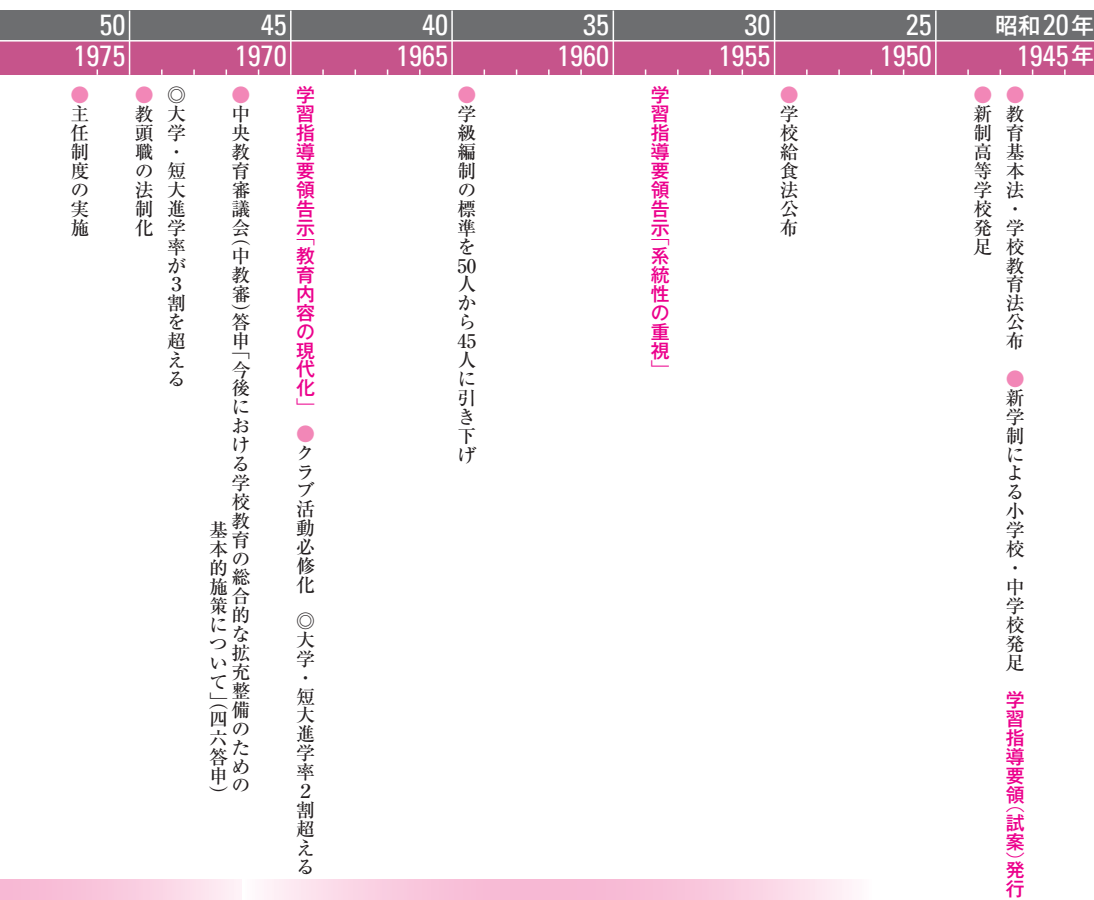 昭和20年
25
30
35
40
45
50
1945年
1950
1955
1960
1965
1970
1975
●教育基本法・学校教育法公布　●新学制による小学校・中学校発足　学習指導要領（試案）発行
●新制高等学校発足
●学校給食法公布
学習指導要領告示「系統性の重視」
●学級編制の標準を50人から45人に引き下げ
学習指導要領告示「教育内容の現代化」　●クラブ活動必修化　◎大学・短大進学率2割超える
●中央教育審議会（中教審）答申「今後における学校教育の総合的な拡充整備のための
基本的施策について」（四六答申）
◎大学・短大進学率が3割を超える
●教頭職の法制化
●主任制度の実施